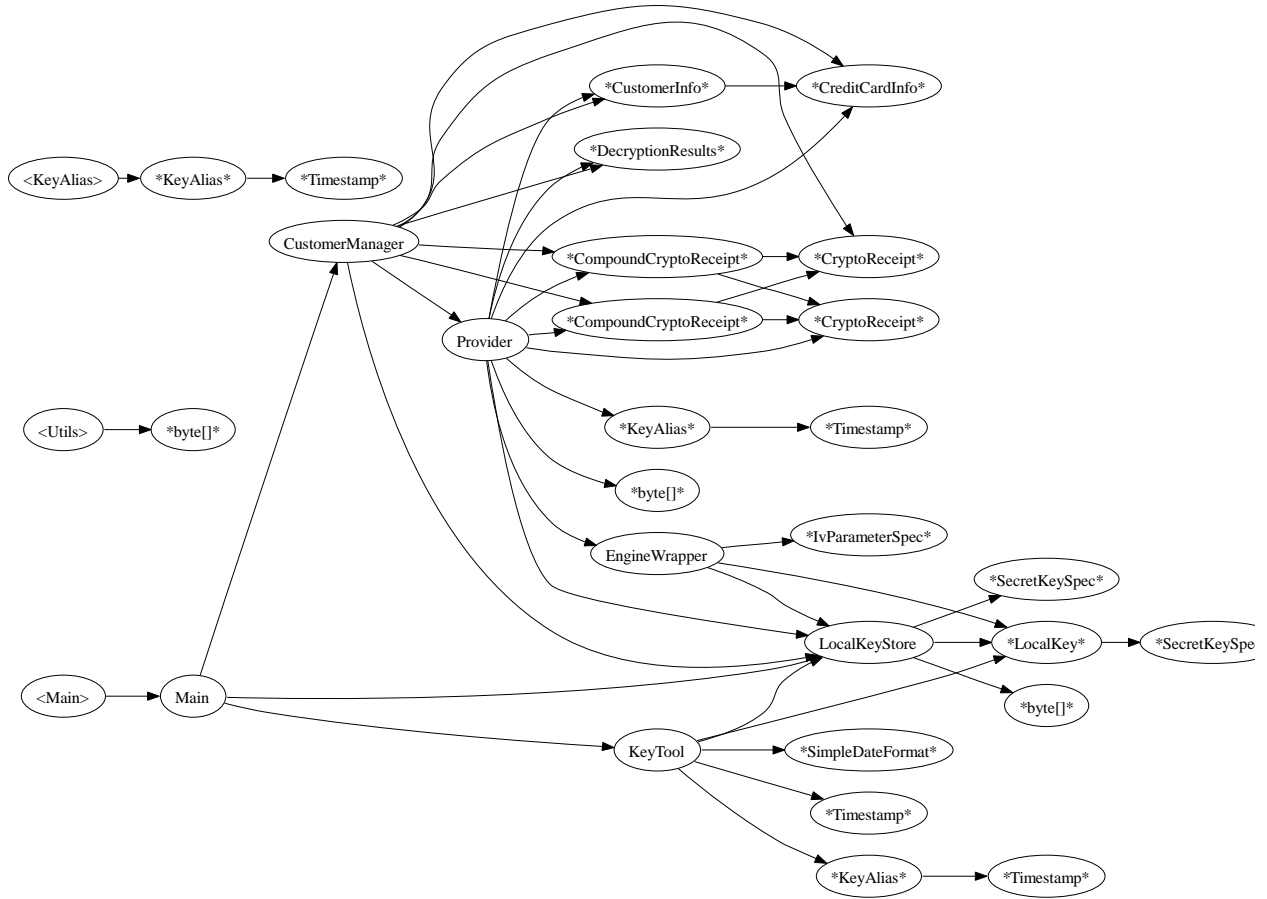 *CustomerInfo*
*CreditCardInfo*
*DecryptionResults*
<KeyAlias>
*KeyAlias*
*Timestamp*
CustomerManager
*CompoundCryptoReceipt*
*CryptoReceipt*
*CompoundCryptoReceipt*
*CryptoReceipt*
Provider
<Utils>
*byte[]*
*KeyAlias*
*Timestamp*
*byte[]*
EngineWrapper
*IvParameterSpec*
*SecretKeySpec*
LocalKeyStore
*LocalKey*
*SecretKeySpe
<Main>
Main
*byte[]*
KeyTool
*SimpleDateFormat*
*Timestamp*
*KeyAlias*
*Timestamp*